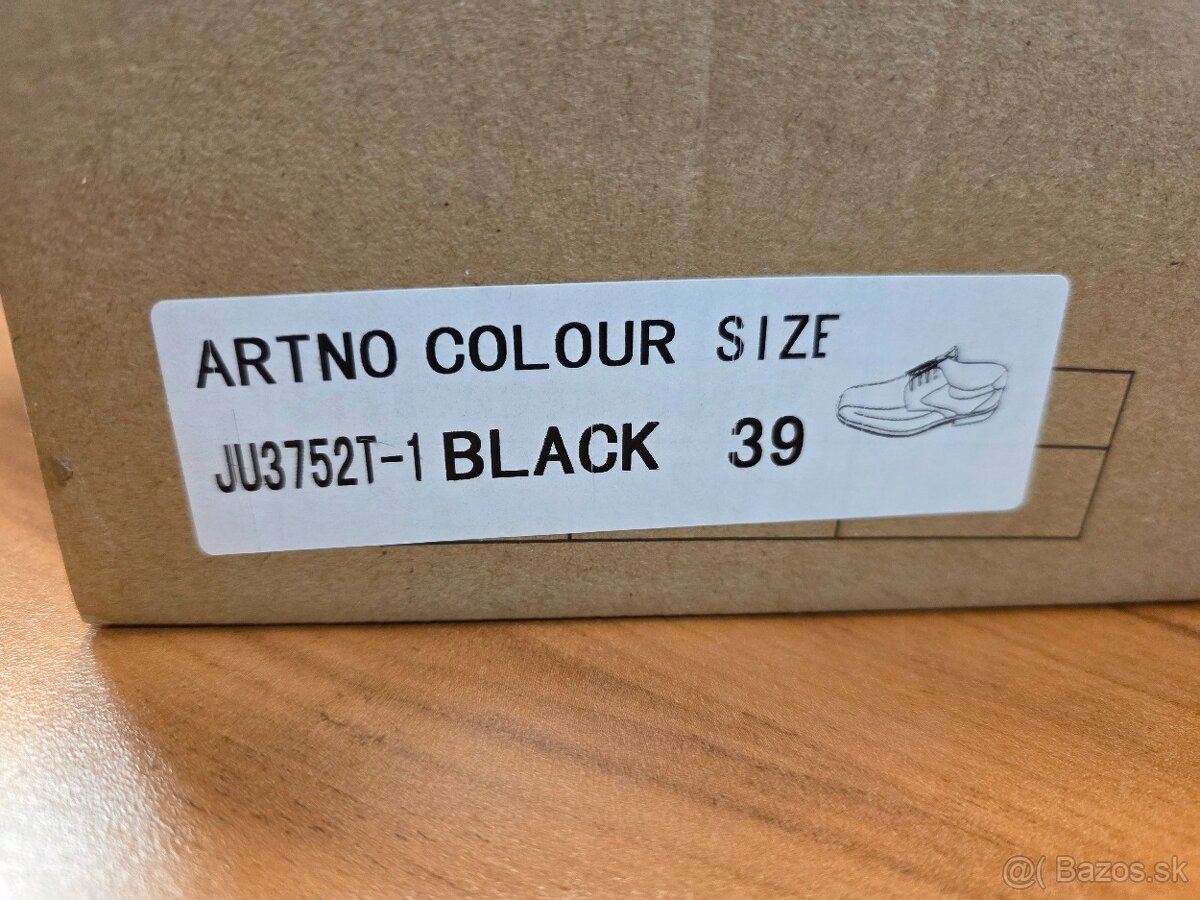 ARTNO COLOUR SIZE
JU3752T-1 BLACK 39
@( Bazos.sk